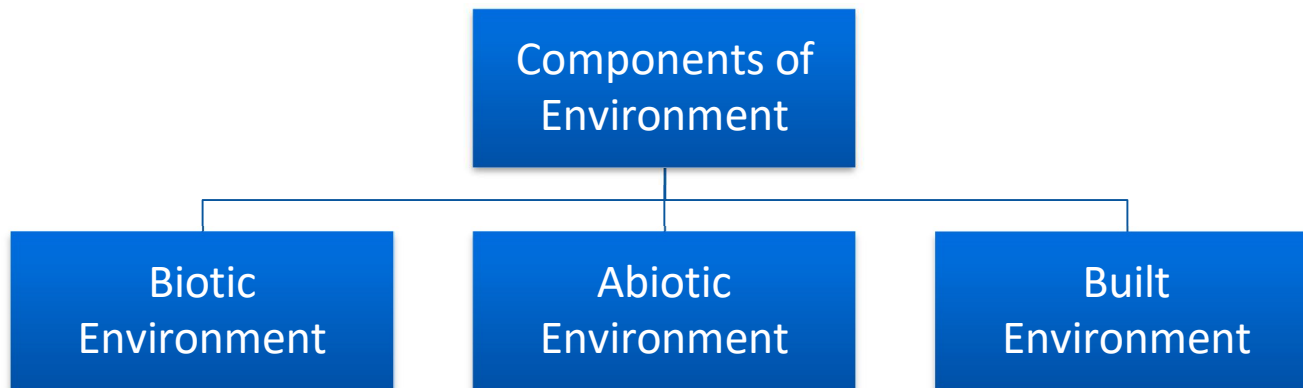 Components of
Environment
Biotic
Environment
Abiotic
Environment
Built
Environment